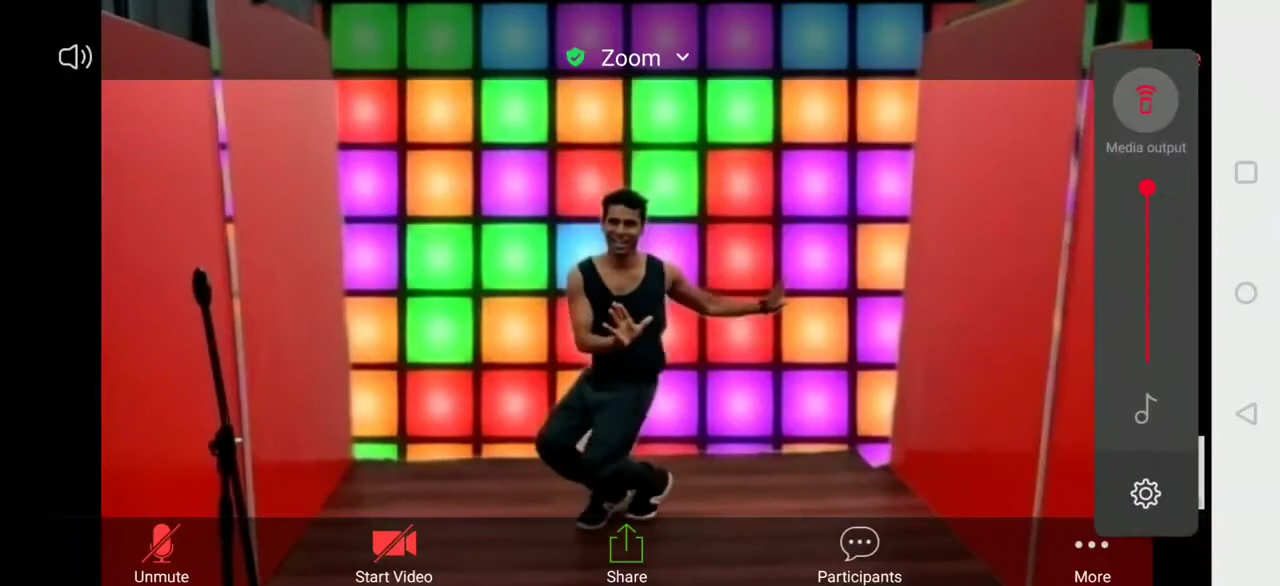 Zoom
Media output
Unmute
Start Video
Share
Participants
More